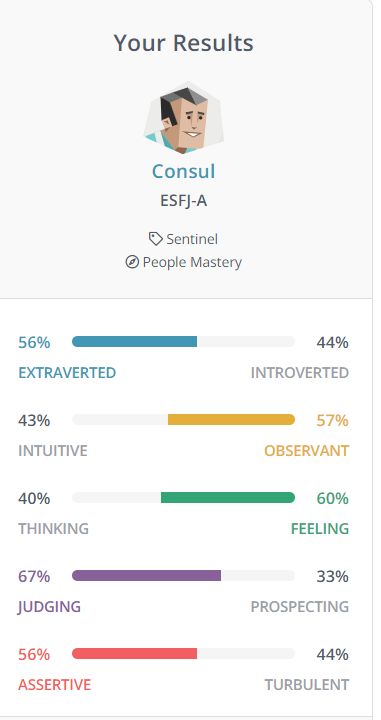 Your Results
Consul
ESFJ-A
Sentinel
People Mastery
56% 44%
EXTRAVERTED INTROVERTED
43% 57%
INTUITIVE OBSERVANT
40% 60%
THINKING FEELING
67% 33%
JUDGING PROSPECTING
56% 44%
ASSERTIVE TURBULENT